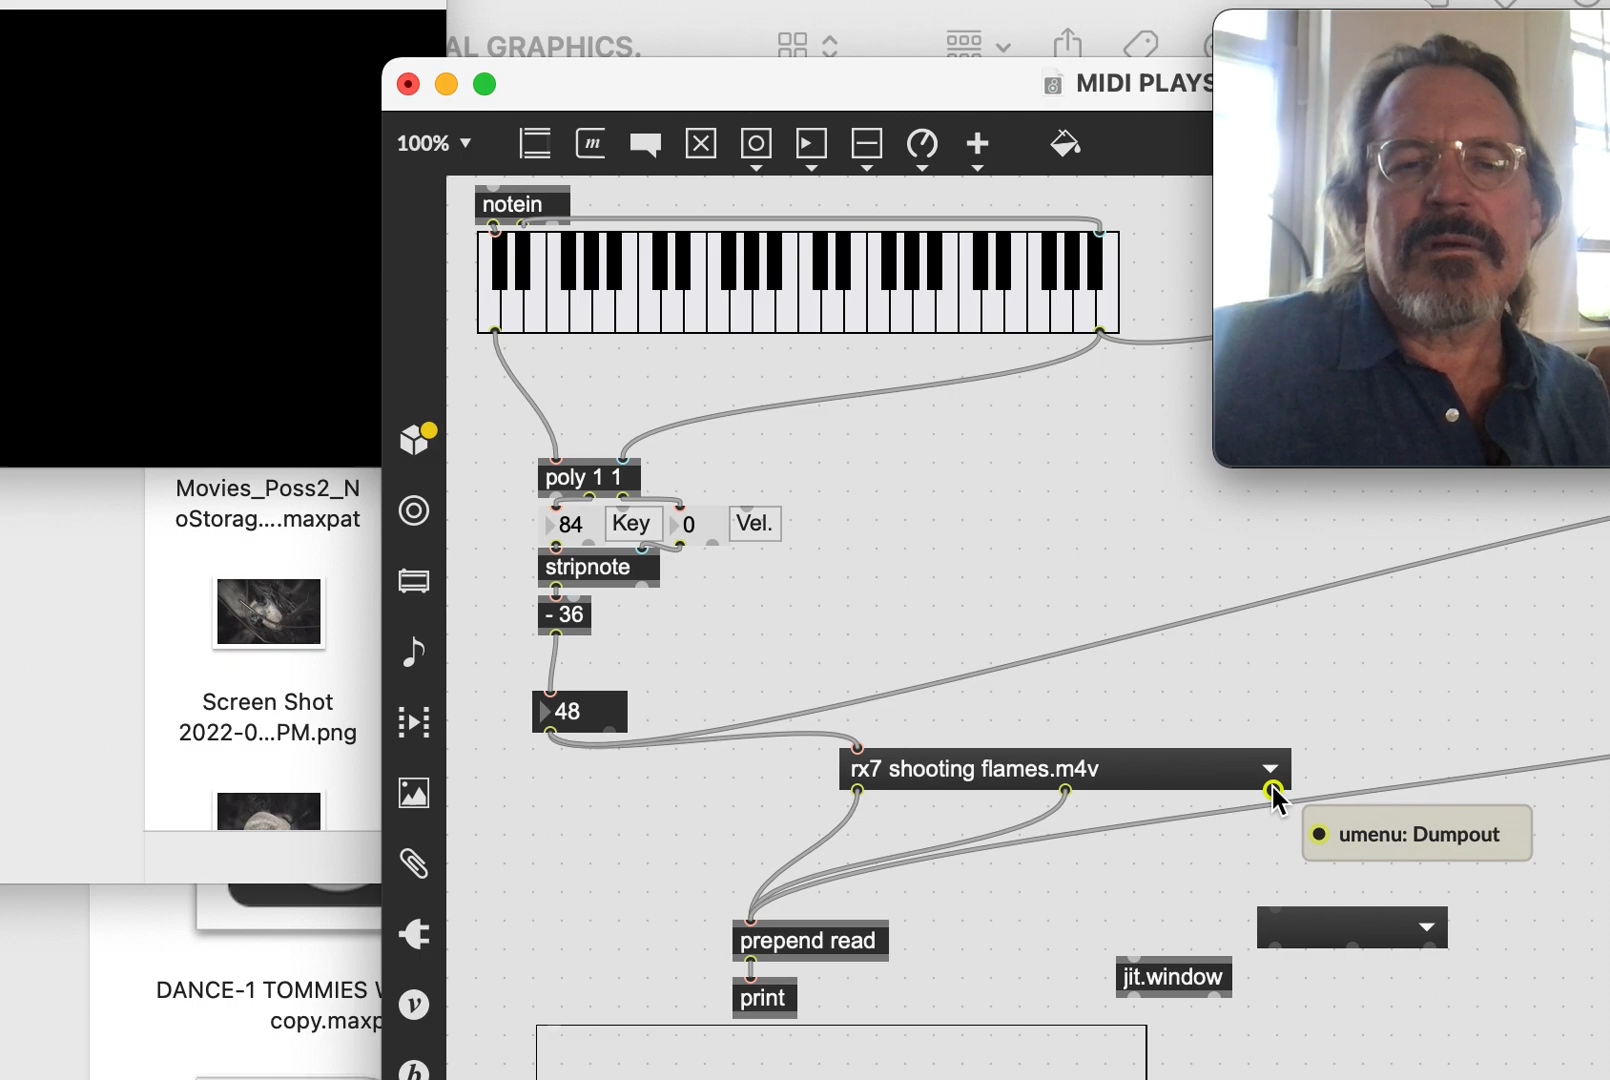 AL GRAPHICS.
MIDI PLAYS
100%
m
notein
poly 1 1
84 Key 0 Vel.
stripnote
- 36
48
rx7 shooting flames.m4v
umenu: Dumpout
prepend read
jit.window
print
Movies_Poss2_N
oStorag....maxpat
Screen Shot
2022-0...PM.png
DANCE-1 TOMMIES
copy.maxp
v
b